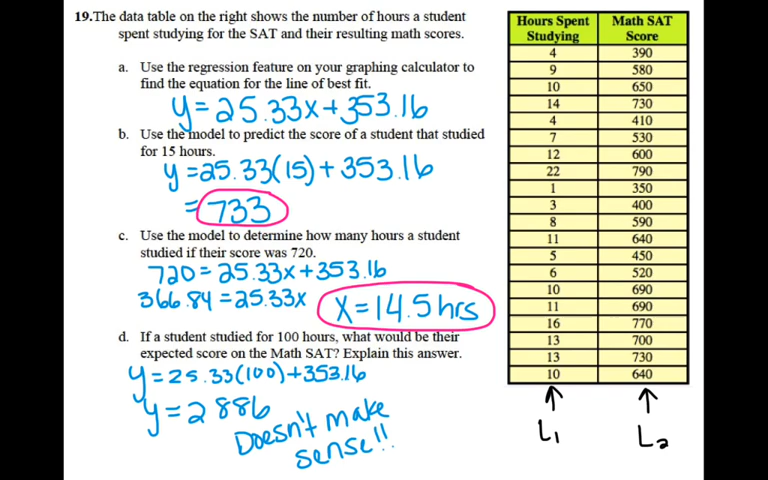 19.The data table on the right shows the number of hours a student
spent studying for the SAT and their resulting math scores.
a. Use the regression feature on your graphing calculator to
find the equation for the line of best fit.
y=25.33x+353.16
b. Use the model to predict the score of a student that studied
for 15 hours.
y=25.33(15)+353.16
=733
c. Use the model to determine how many hours a student
studied if their score was 720.
720=25.33x+353.16
366.84=25.33x
x=14.5hrs
d. If a student studied for 100 hours, what would be their
expected score on the Math SAT? Explain this answer.
y=25.33(100)+353.16
y=2886
Doesn't make
sense!!
Hours Spent Math SAT
Studying Score
4 390
9 580
10 650
14 730
4 410
7 530
12 600
22 790
1 350
3 400
8 590
11 640
5 450
6 520
10 690
11 690
16 770
13 700
13 730
10 640
L1 L2